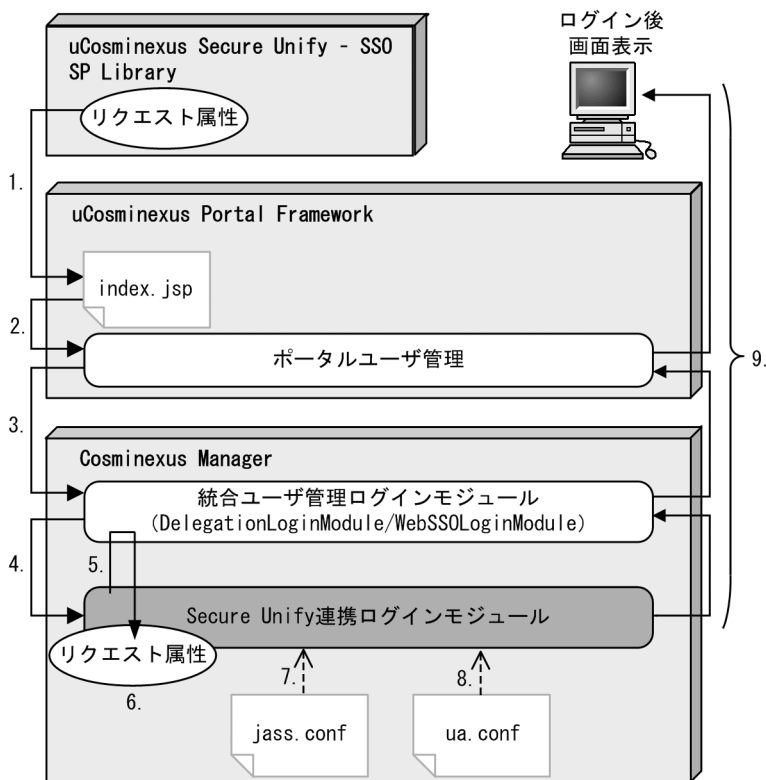 uCosminexus Secure Unify - SSO
SP Library
リクエスト属性
ログイン後
画面表示
1.
uCosminexus Portal Framework
index.jsp
2.
ポータルユーザ管理
9.
3.
Cosminexus Manager
統合ユーザ管理ログインモジュール
(DelegationLoginModule/WebSSOLoginModule)
4.
5.
Secure Unify連携ログインモジュール
リクエスト属性
6.
7.
8.
jass.conf
ua.conf